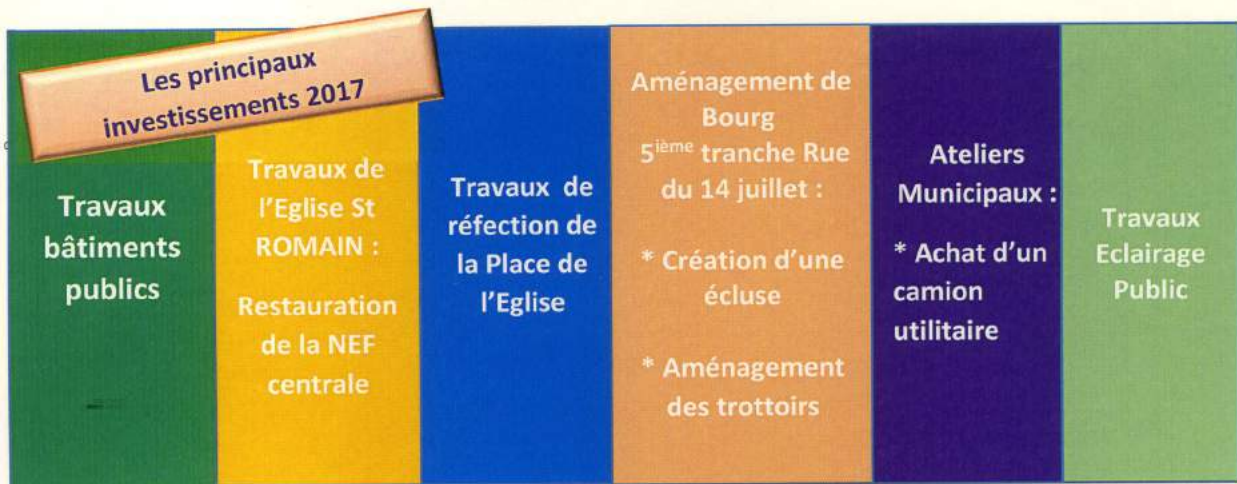 Les principaux
investissements 2017
Travaux
bâtiments
publics
Travaux de
l'Eglise St
ROMAIN :
Restauration
de la NEF
centrale
Travaux de
réfection de
la Place de
l'Eglise
Aménagement de
Bourg
5ième tranche Rue
du 14 juillet :
* Création d'une
écluse
* Aménagement
des trottoirs
Ateliers
Municipaux :
* Achat d'un
camion
utilitaire
Travaux
Eclairage
Public